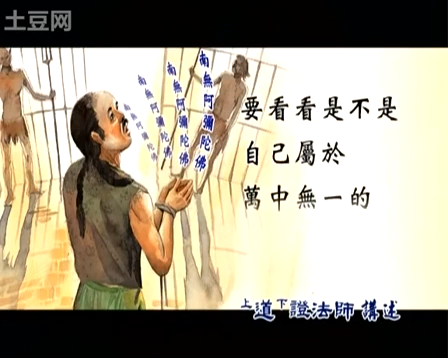 土豆网
南無阿彌陀佛
南無阿彌陀佛
南無阿彌陀佛
南無阿彌陀佛
要看看是不是
自己屬於
萬中無一的
上道下證法師 講述